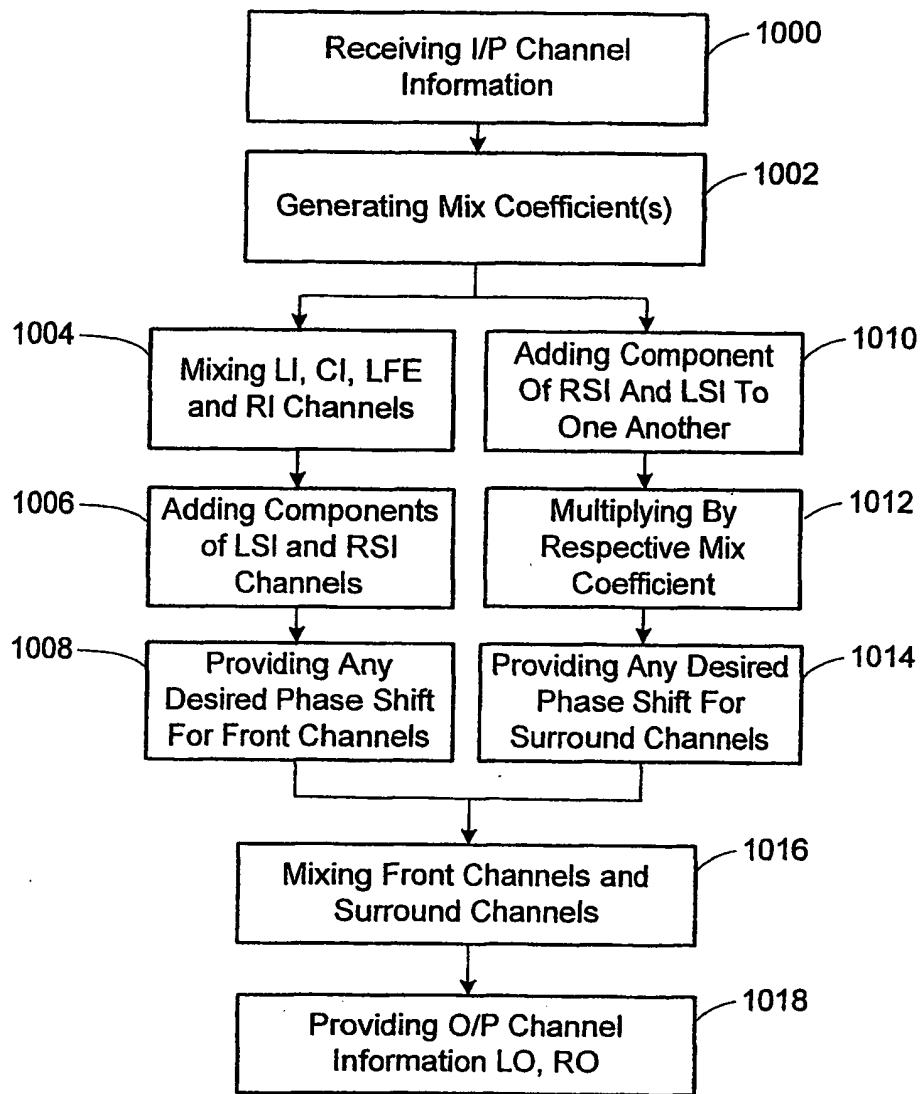 Receiving I/P Channel
Information
1000
Generating Mix Coefficient(s)
1002
1004
Mixing LI, CI, LFE
and RI Channels
Adding Component
Of RSI And LSI To
One Another
1010
1006
Adding Components
of LSI and RSI
Channels
Multiplying By
Respective Mix
Coefficient
1012
1008
Providing Any
Desired Phase Shift
For Front Channels
Providing Any Desired
Phase Shift For
Surround Channels
1014
Mixing Front Channels and
Surround Channels
1016
Providing O/P Channel
Information LO, RO
1018